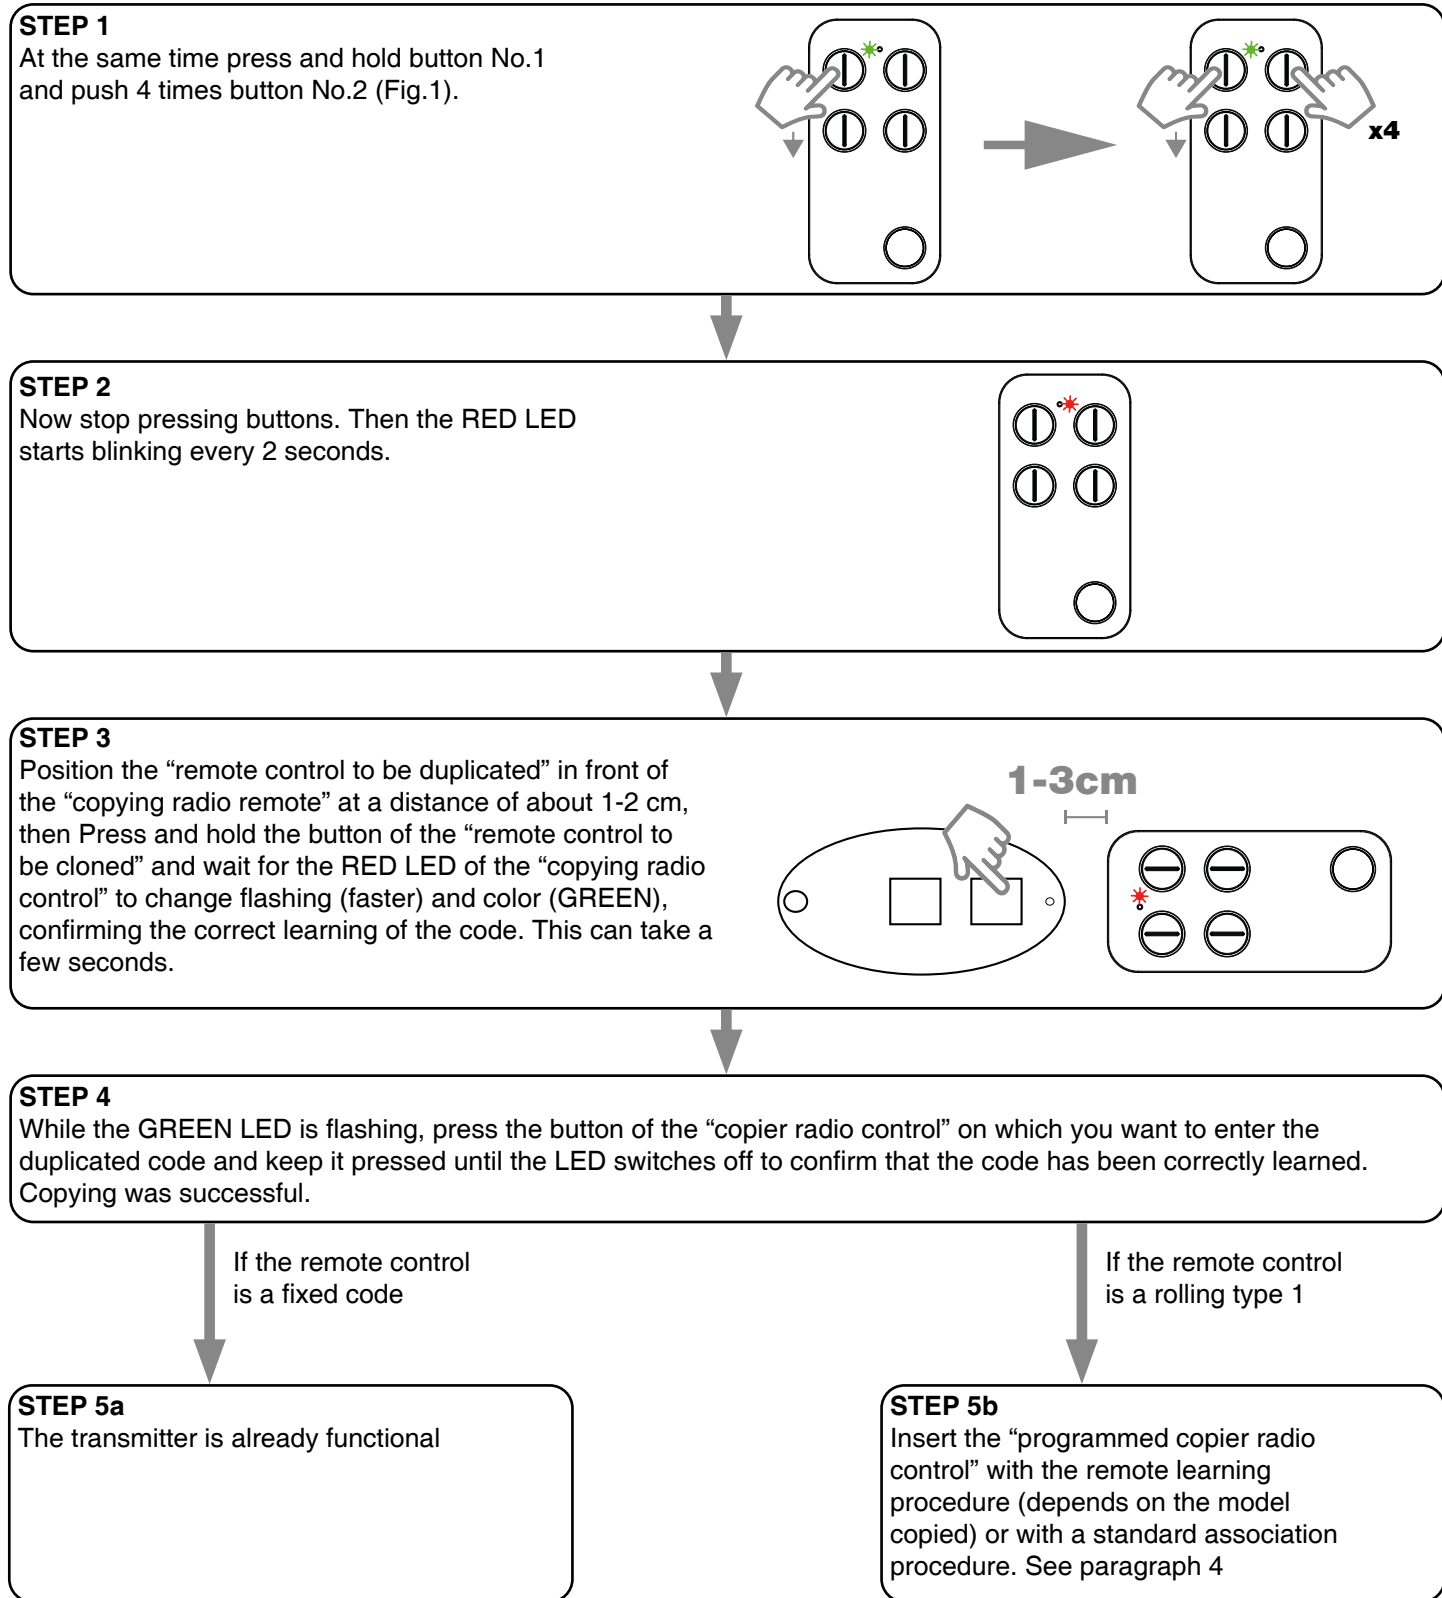 STEP 1
At the same time press and hold button No.1
and push 4 times button No.2 (Fig.1).
x4
STEP 2
Now stop pressing buttons. Then the RED LED
starts blinking every 2 seconds.
STEP 3
Position the “remote control to be duplicated” in front of
the “copying radio remote” at a distance of about 1-2 cm,
then Press and hold the button of the “remote control to
be cloned” and wait for the RED LED of the “copying radio
control” to change flashing (faster) and color (GREEN),
confirming the correct learning of the code. This can take a
few seconds.
1-3cm
STEP 4
While the GREEN LED is flashing, press the button of the “copier radio control” on which you want to enter the
duplicated code and keep it pressed until the LED switches off to confirm that the code has been correctly learned.
Copying was successful.
If the remote control
is a fixed code
If the remote control
is a rolling type 1
STEP 5a
The transmitter is already functional
STEP 5b
Insert the “programmed copier radio
control” with the remote learning
procedure (depends on the model
copied) or with a standard association
procedure. See paragraph 4